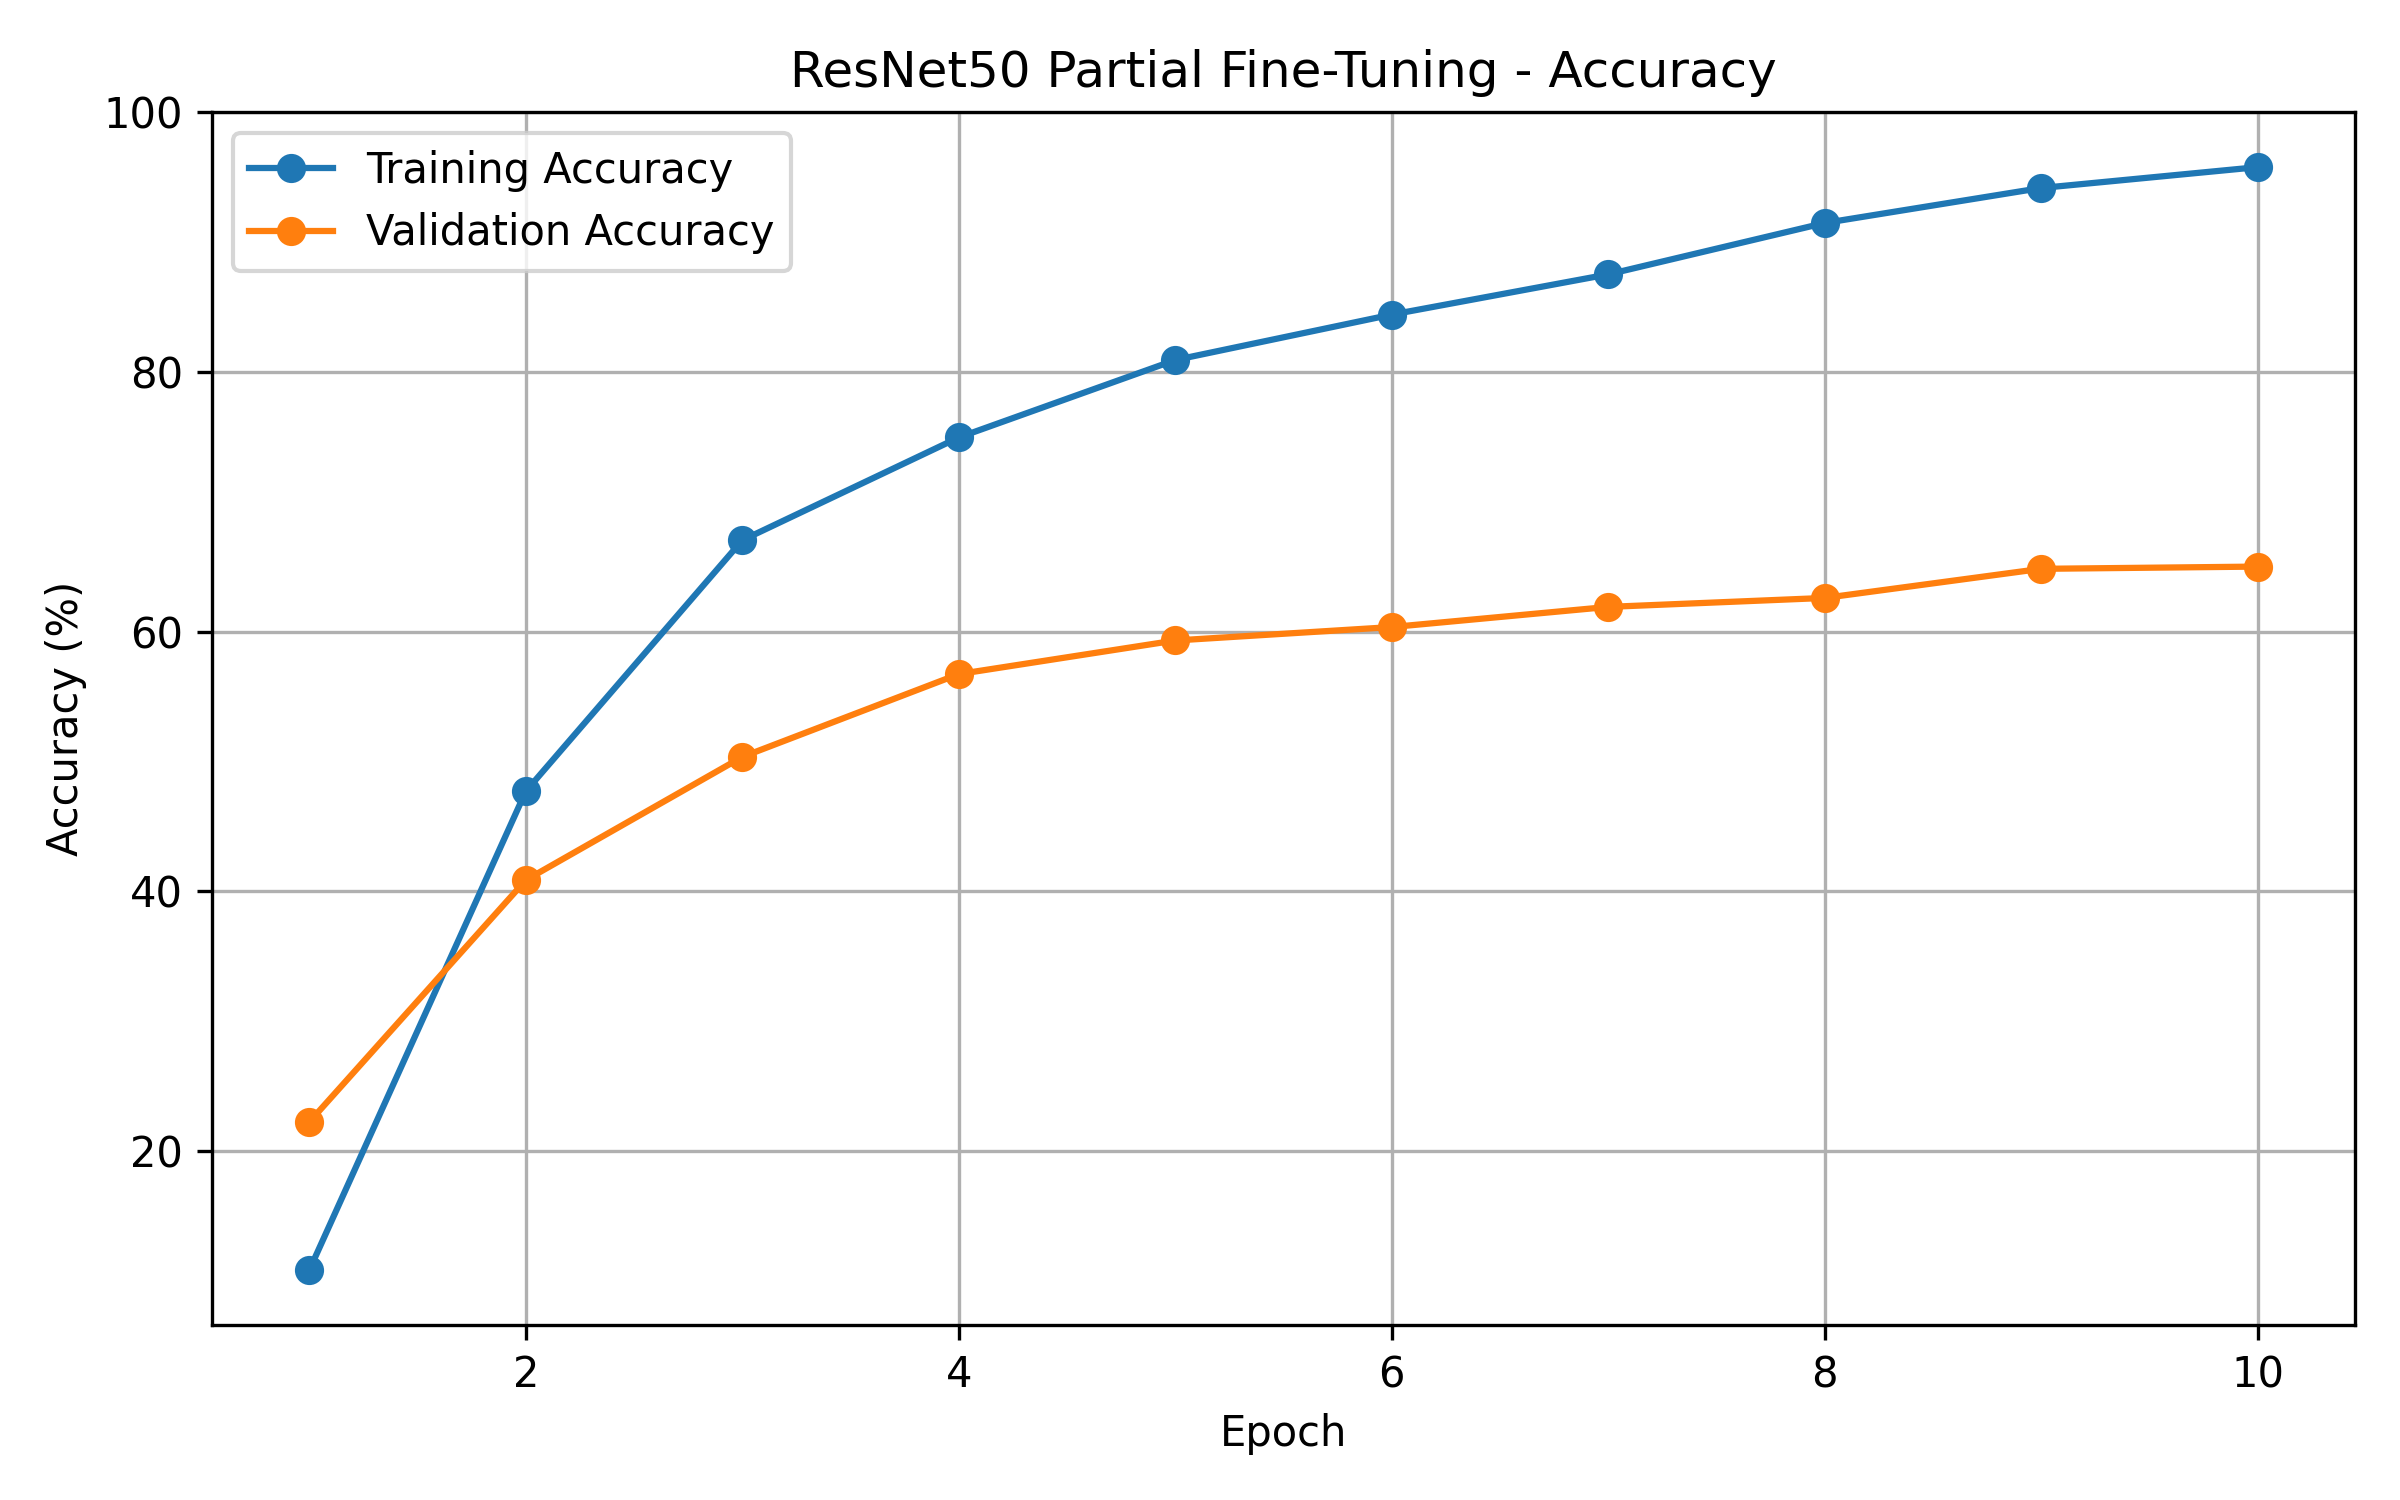 ResNet50 Partial Fine-Tuning - Accuracy
Training Accuracy
Validation Accuracy
Accuracy (%)
100
80
60
40
20
2 4 6 8 10
Epoch